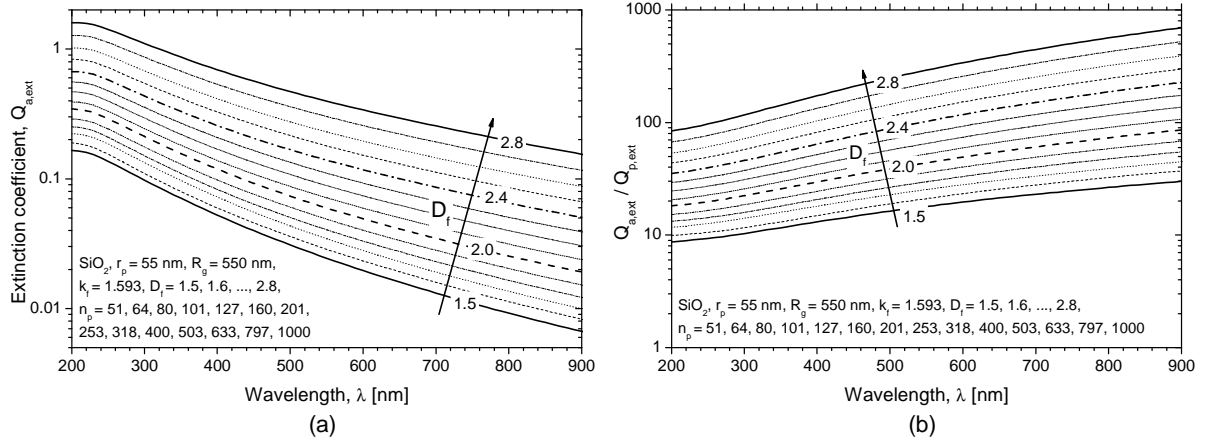 Extinction coefficient, Q_a,ext
1
0.1
0.01
2.8
2.4
D_f
2.0
1.5
SiO₂, r_p = 55 nm, R_g = 550 nm,
k_f = 1.593, D_f = 1.5, 1.6, ..., 2.8,
n_p = 51, 64, 80, 101, 127, 160, 201,
253, 318, 400, 503, 633, 797, 1000
200 300 400 500 600 700 800 900
Wavelength, λ [nm]
(a)
Q_a,ext / Q_p,ext
1000
100
10
1
2.8
2.4
D_f
2.0
1.5
SiO₂, r_p = 55 nm, R_g = 550 nm, k_f = 1.593, D_f = 1.5, 1.6, ..., 2.8,
n_p = 51, 64, 80, 101, 127, 160, 201, 253, 318, 400, 503, 633, 797, 1000
200 300 400 500 600 700 800 900
Wavelength, λ [nm]
(b)